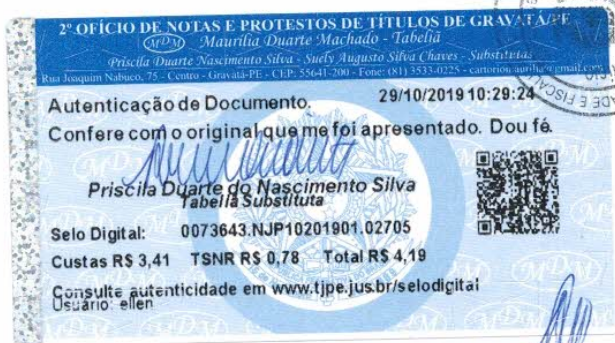 2º OFÍCIO DE NOTAS E PROTESTOS DE TÍTULOS DE GRAVATÁ/PE
MDM Maurília Duarte Machado - Tabeliã
Priscila Duarte Nascimento Silva - Suely Augusto Silva Chaves - Substitutas
Rua Joaquim Nabuco, 75 - Centro - Gravatá-PE - CEP: 55641-200 - Fone: (81) 3533-0225 - cartoriomaurilia@gmail.com
Autenticação de Documento. 29/10/2019 10:29:24
Confere com o original que me foi apresentado. Dou fé.
Priscila Duarte do Nascimento Silva
Tabeliã Substituta
Selo Digital: 0073643.NJP10201901.02705
Custas R$ 3,41 TSNR R$ 0,78 Total R$ 4,19
Consulte autenticidade em www.tjpe.jus.br/selodigital
Usuário: ellen